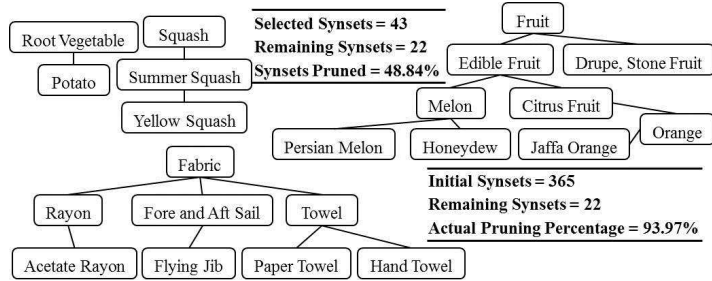 Root Vegetable
Potato
Squash
Summer Squash
Yellow Squash
Selected Synsets = 43
Remaining Synsets = 22
Synsets Pruned = 48.84%
Fruit
Edible Fruit
Drupe, Stone Fruit
Melon
Citrus Fruit
Orange
Persian Melon
Honeydew
Jaffa Orange
Fabric
Rayon
Fore and Aft Sail
Towel
Acetate Rayon
Flying Jib
Paper Towel
Hand Towel
Initial Synsets = 365
Remaining Synsets = 22
Actual Pruning Percentage = 93.97%